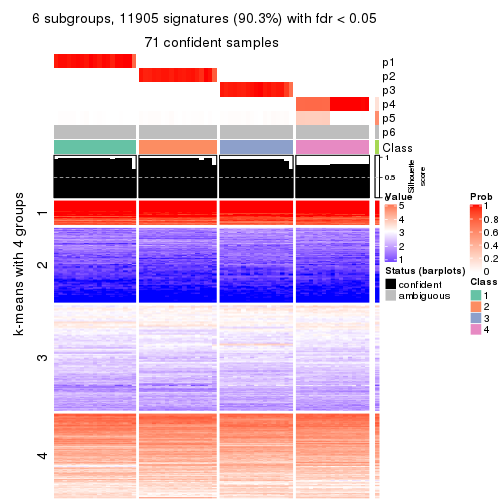 6 subgroups, 11905 signatures (90.3%) with fdr < 0.05
71 confident samples
p1
p2
p3
p4
p5
p6
Class
1
0.5
0
Silhouette
score
k-means with 4 groups
1
2
3
4
Value
5
4
3
2
1
Status (barplots)
confident
ambiguous
Prob
1
0.8
0.6
0.4
0.2
0
Class
1
2
3
4